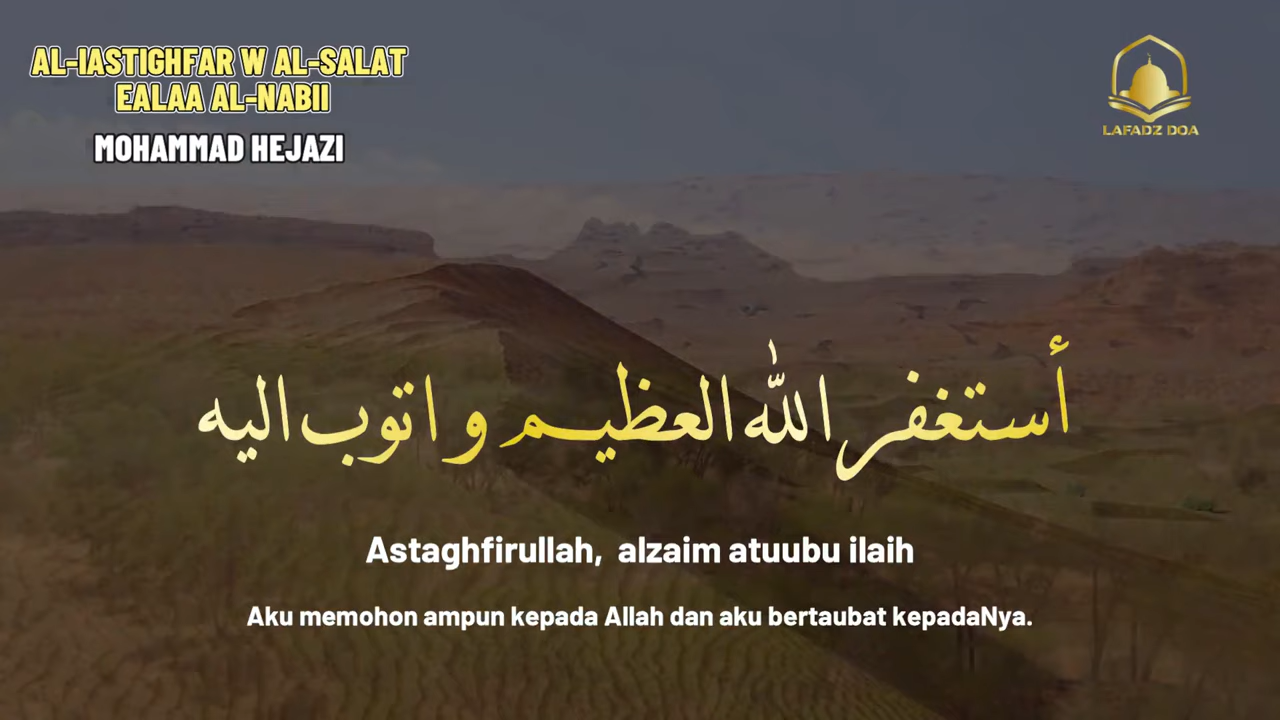 AL-IASTIGHFAR W AL-SALAT
EALAA AL-NABII
MOHAMMAD HEJAZI
LAFADZ DOA
أستغفر الله العظيم و اتوب اليه
Astaghfirullah, alzaim atuubu ilaih
Aku memohon ampun kepada Allah dan aku bertaubat kepadaNya.